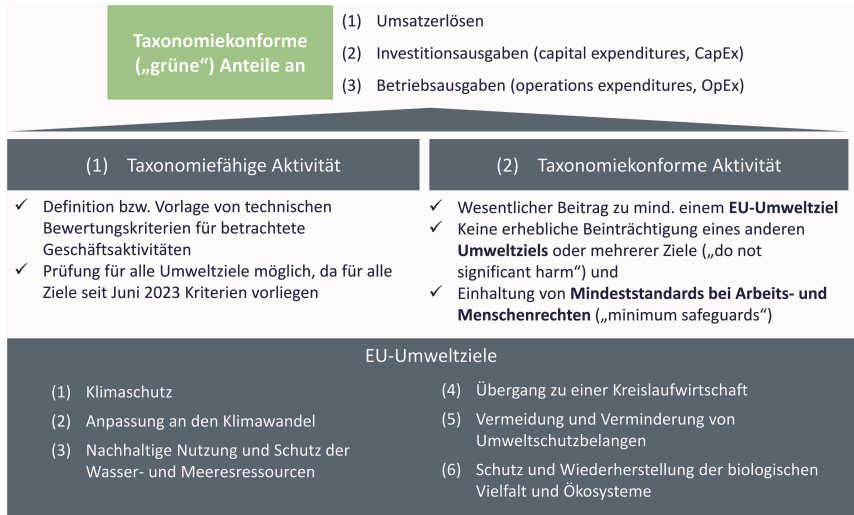 Taxonomiekonforme
(„grüne“) Anteile an
(1) Umsatzerlösen
(2) Investitionsausgaben (capital expenditures, CapEx)
(3) Betriebsausgaben (operations expenditures, OpEx)
(1) Taxonomiefähige Aktivität
✓ Definition bzw. Vorlage von technischen
Bewertungskriterien für betrachtete
Geschäftsaktivitäten
✓ Prüfung für alle Umweltziele möglich, da für alle
Ziele seit Juni 2023 Kriterien vorliegen
(2) Taxonomiekonforme Aktivität
✓ Wesentlicher Beitrag zu mind. einem EU-Umweltziel
✓ Keine erhebliche Beinträchtigung eines anderen
Umweltziels oder mehrerer Ziele („do not
significant harm“) und
✓ Einhaltung von Mindeststandards bei Arbeits- und
Menschenrechten („minimum safeguards“)
EU-Umweltziele
(1) Klimaschutz
(2) Anpassung an den Klimawandel
(3) Nachhaltige Nutzung und Schutz der
Wasser- und Meeresressourcen
(4) Übergang zu einer Kreislaufwirtschaft
(5) Vermeidung und Verminderung von
Umweltschutzbelangen
(6) Schutz und Wiederherstellung der biologischen
Vielfalt und Ökosysteme